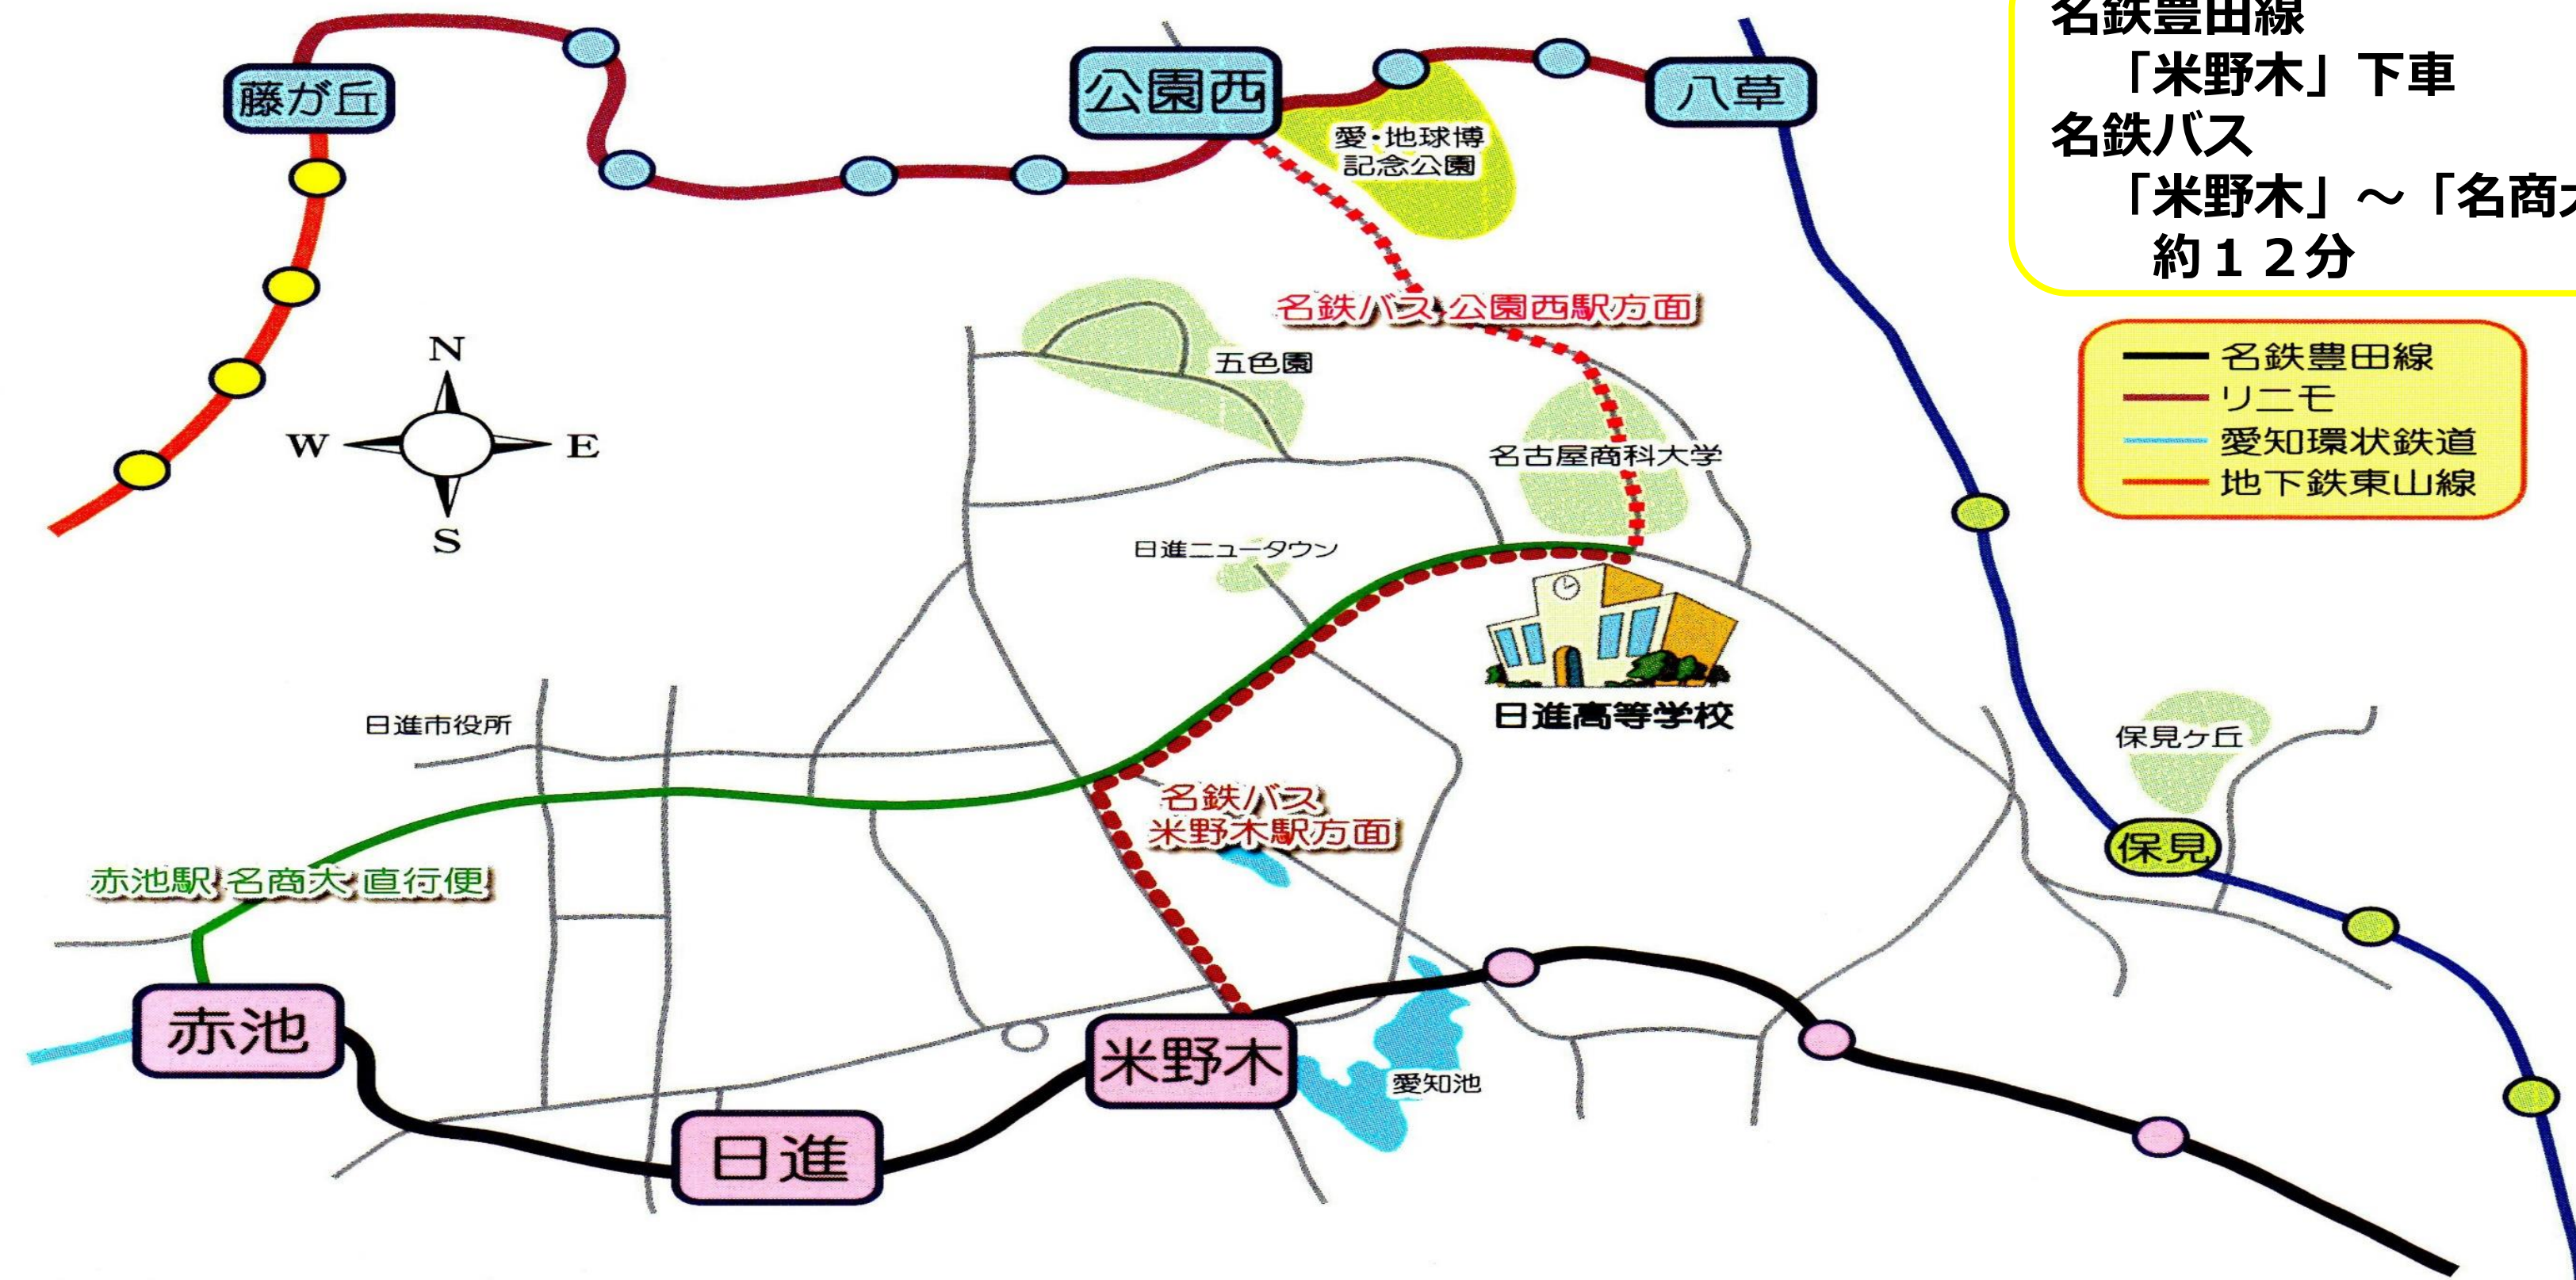 名鉄豊田線
「米野木」下車
名鉄バス
「米野木」～「名商大
約１２分
藤が丘
公園西
八草
愛・地球博
記念公園
名鉄バス 公園西駅方面
名鉄豊田線
リニモ
愛知環状鉄道
地下鉄東山線
N
W
E
S
五色園
名古屋商科大学
日進ニュータウン
日進高等学校
日進市役所
保見ヶ丘
名鉄バス
米野木駅方面
保見
赤池駅 名商大 直行便
赤池
米野木
愛知池
日進